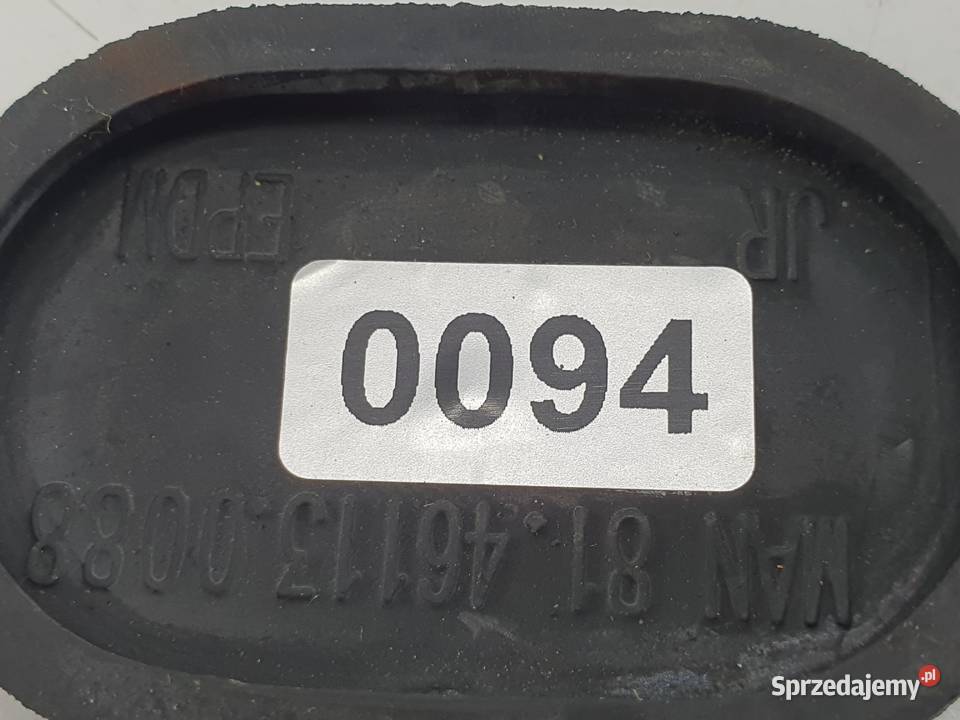 JR EPDM
0094
MAN 81.46113.0088
Sprzedajemy.pl